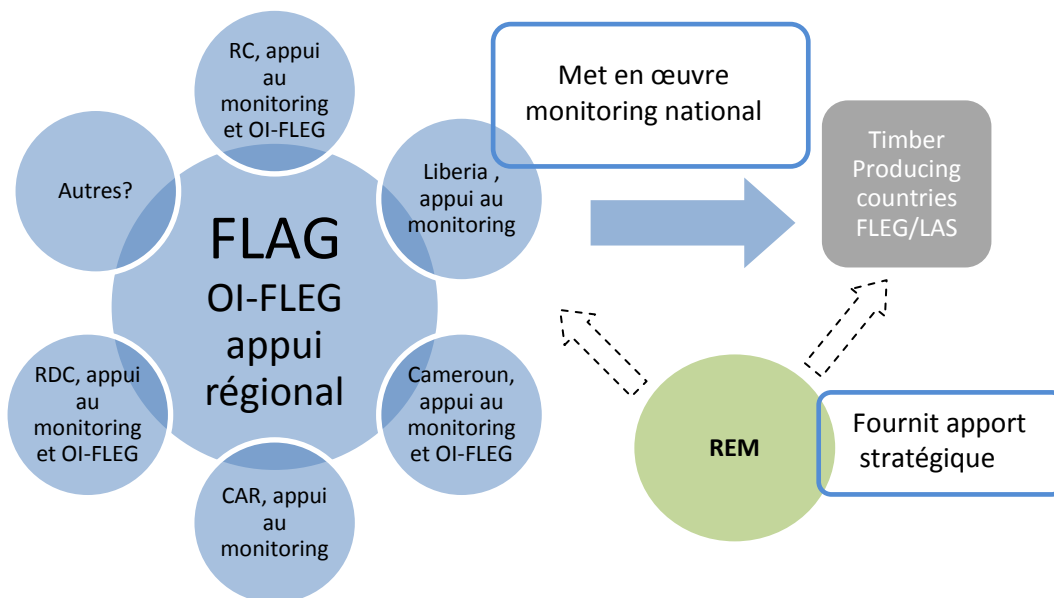 RC, appui
au
monitoring
et OI-FLEG
Met en œuvre
monitoring national
Timber
Producing
countries
FLEG/LAS
Autres?
Liberia ,
appui au
monitoring
FLAG
OI-FLEG
appui
régional
RDC, appui
au
monitoring
et OI-FLEG
Cameroun,
appui au
monitoring
et OI-FLEG
CAR, appui
au
monitoring
REM
Fournit apport
stratégique